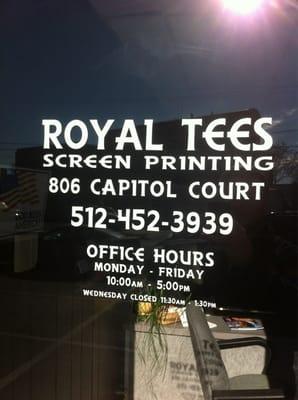 ROYAL TEES
SCREEN PRINTING
806 CAPITOL COURT
512-452-3939
OFFICE HOURS
MONDAY - FRIDAY
10:00AM - 5:00PM
WEDNESDAY CLOSED 11:30AM - 1:30PM